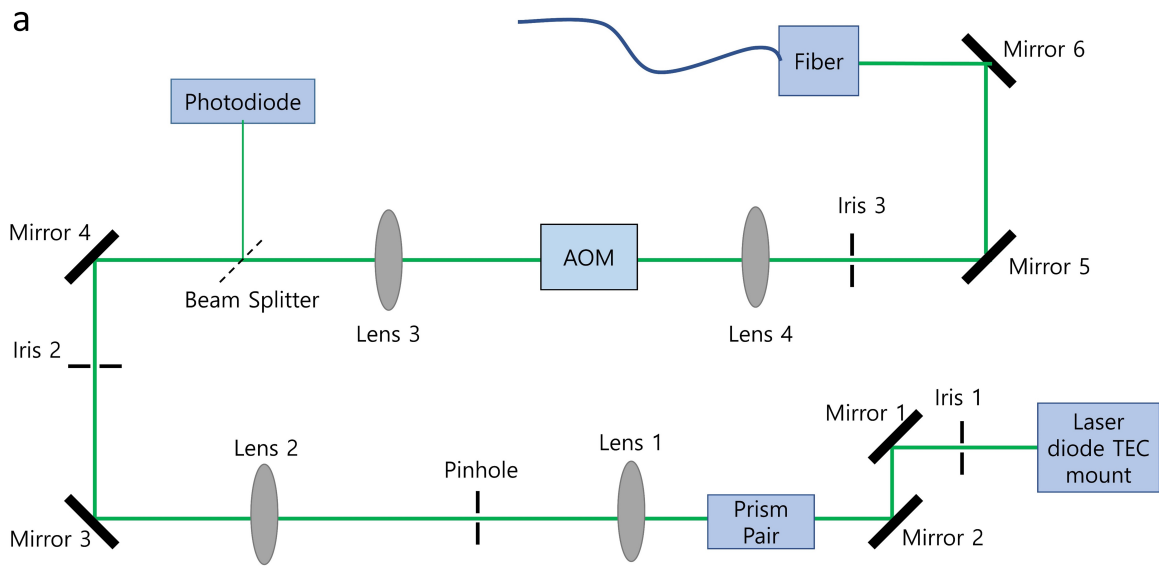 a
Mirror 6
Fiber
Photodiode
Mirror 4
Iris 3
AOM
Mirror 5
Beam Splitter
Lens 3
Lens 4
Iris 2
Mirror 1
Iris 1
Laser
diode TEC
mount
Lens 2
Lens 1
Pinhole
Prism
Pair
Mirror 3
Mirror 2